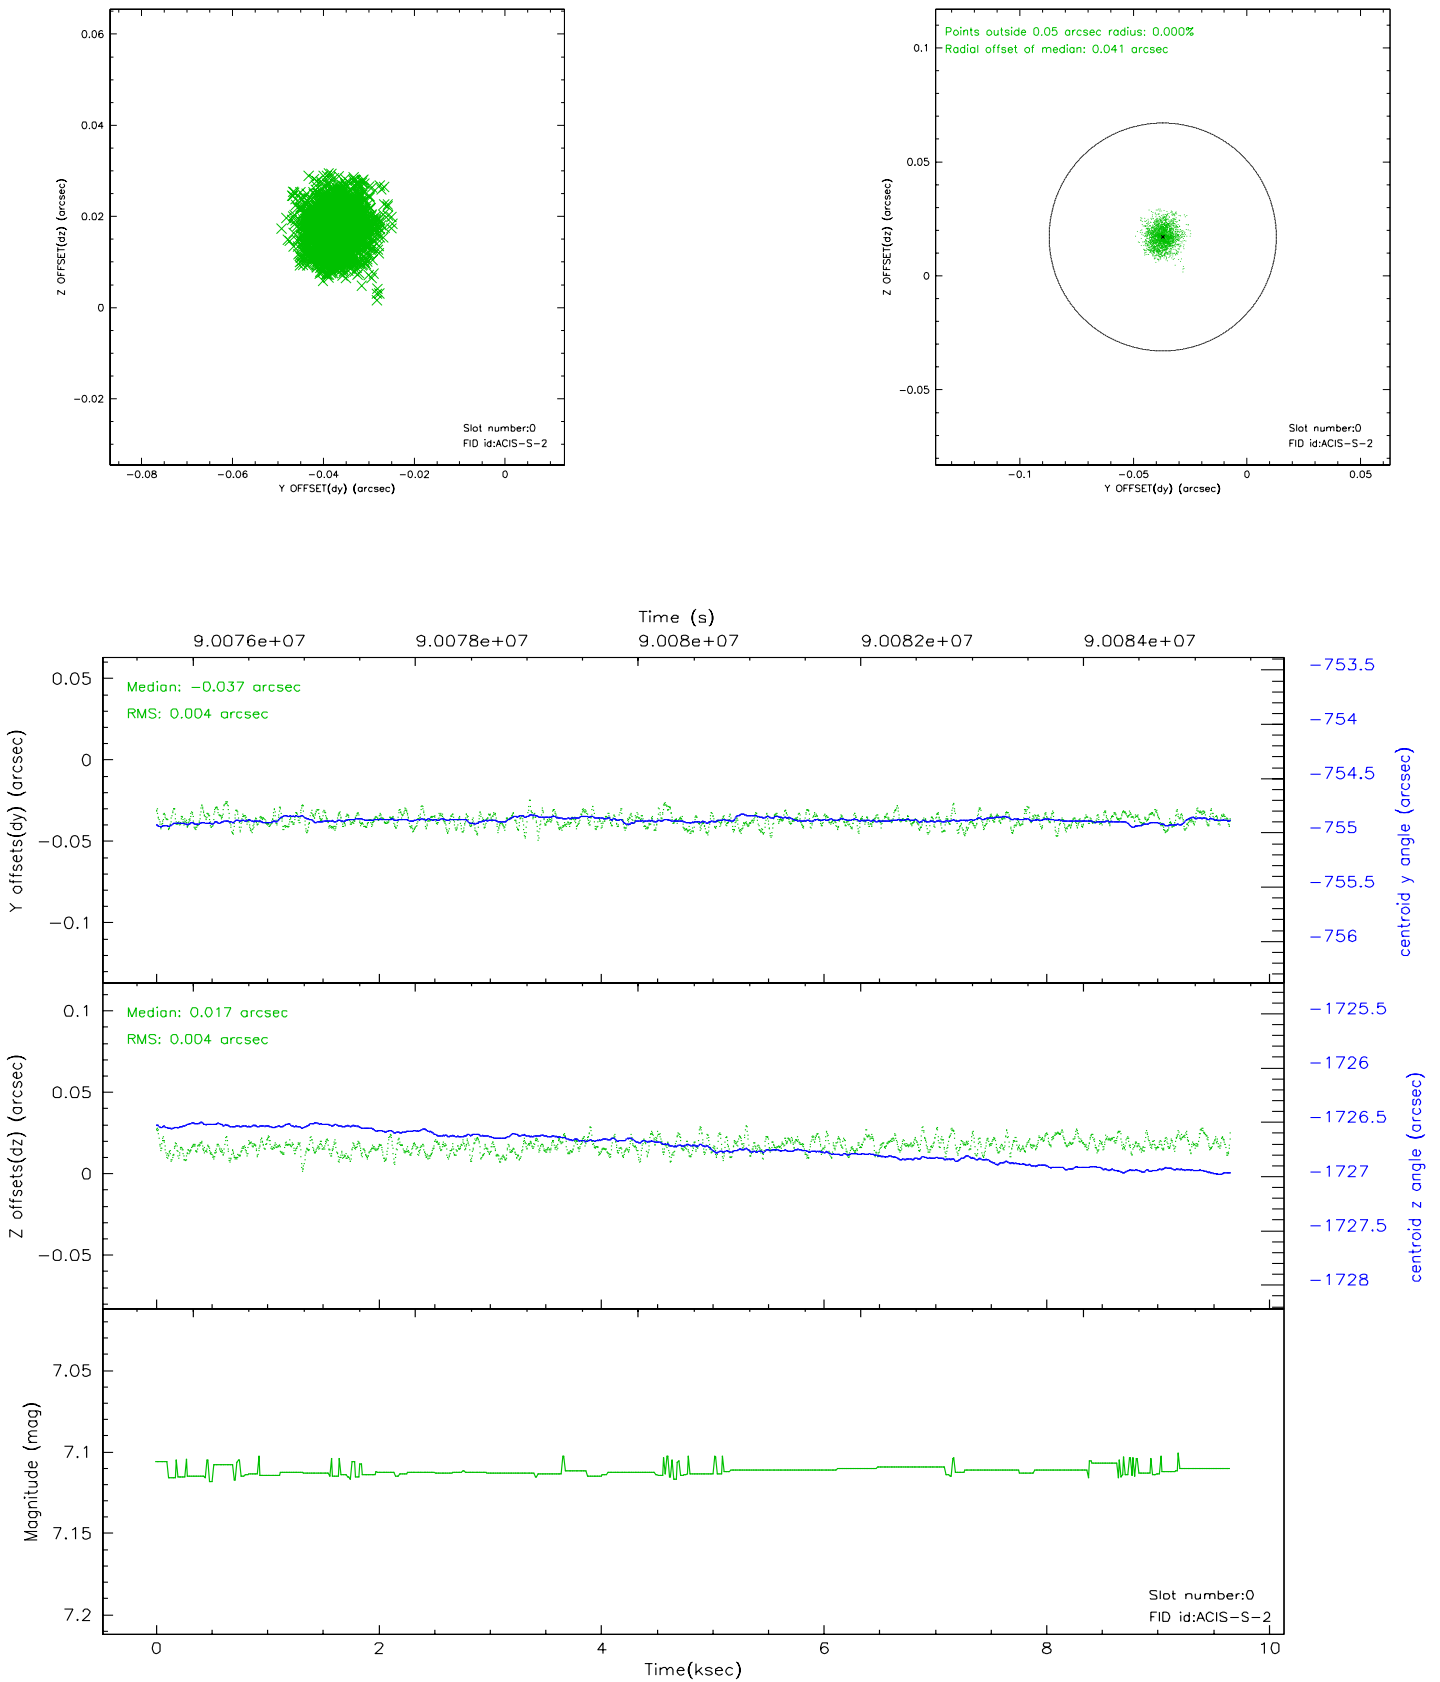 0.06
0.04
0.02
0
−0.02
Z OFFSET(dz) (arcsec)
Slot number:0
FID id:ACIS−S−2
−0.08 −0.06 −0.04 −0.02 0
Y OFFSET(dy) (arcsec)
Points outside 0.05 arcsec radius: 0.000%
Radial offset of median: 0.041 arcsec
0.1
0.05
0
−0.05
Z OFFSET(dz) (arcsec)
Slot number:0
FID id:ACIS−S−2
−0.1 −0.05 0 0.05
Y OFFSET(dy) (arcsec)
Time (s)
9.0076e+07 9.0078e+07 9.008e+07 9.0082e+07 9.0084e+07
Median: −0.037 arcsec
RMS: 0.004 arcsec
0.05
0
−0.05
−0.1
Y offsets(dy) (arcsec)
−753.5
−754
−754.5
−755
−755.5
−756
centroid y angle (arcsec)
Median: 0.017 arcsec
RMS: 0.004 arcsec
0.1
0.05
0
−0.05
Z offsets(dz) (arcsec)
−1725.5
−1726
−1726.5
−1727
−1727.5
−1728
centroid z angle (arcsec)
7.05
7.1
7.15
7.2
Magnitude (mag)
Slot number:0
FID id:ACIS−S−2
0 2 4 6 8 10
Time(ksec)